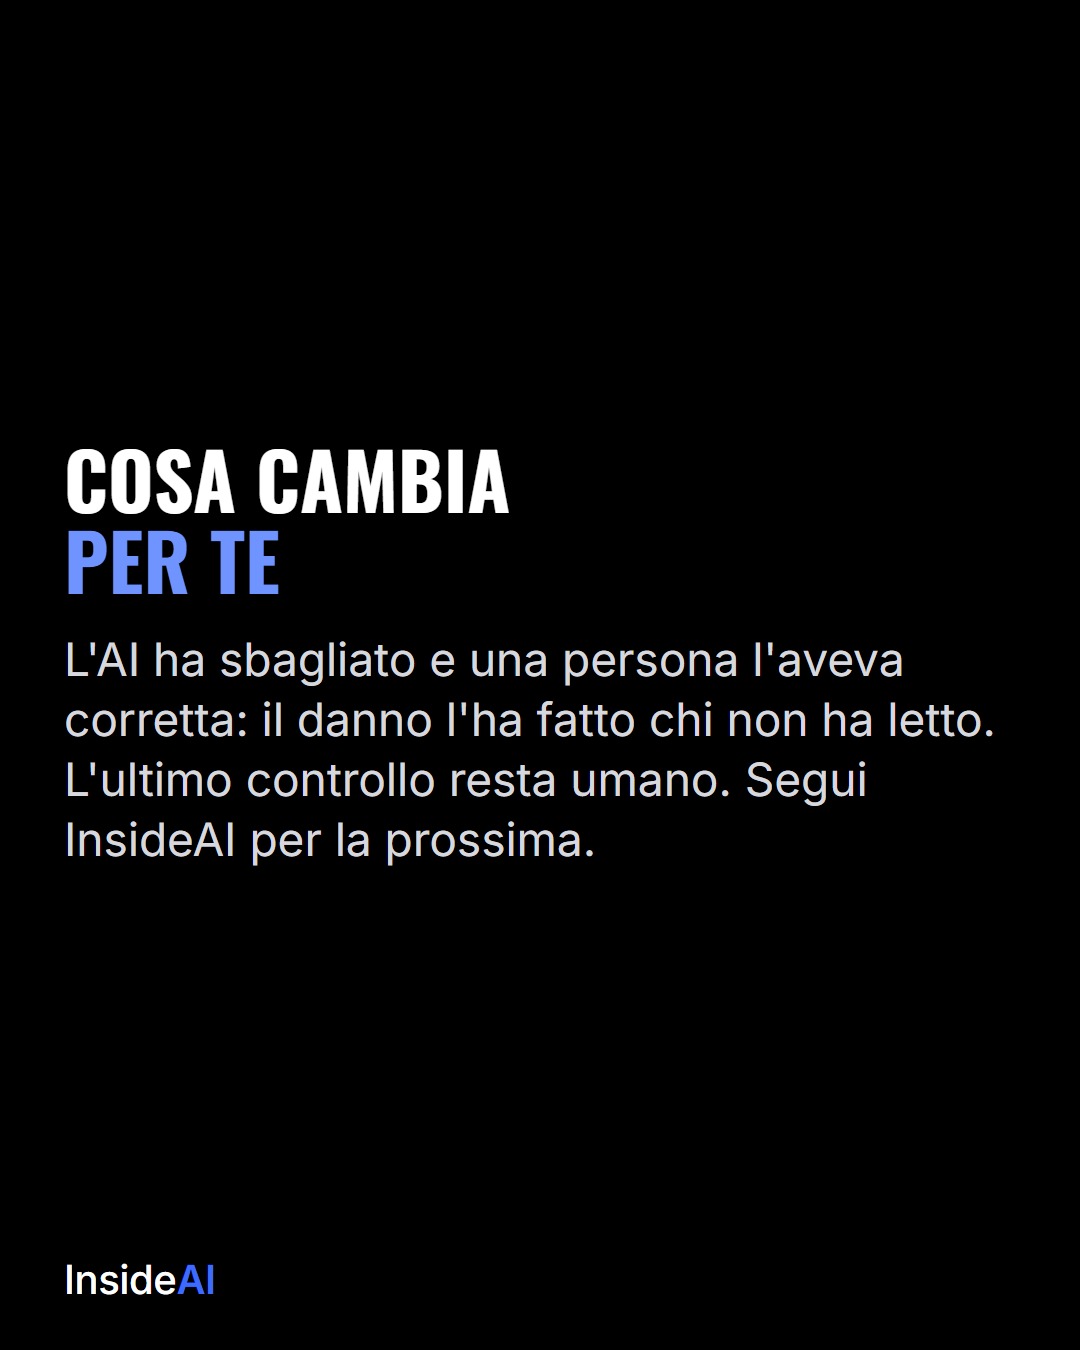 COSA CAMBIA
PER TE
L'AI ha sbagliato e una persona l'aveva
corretta: il danno l'ha fatto chi non ha letto.
L'ultimo controllo resta umano. Segui
InsideAI per la prossima.
InsideAI